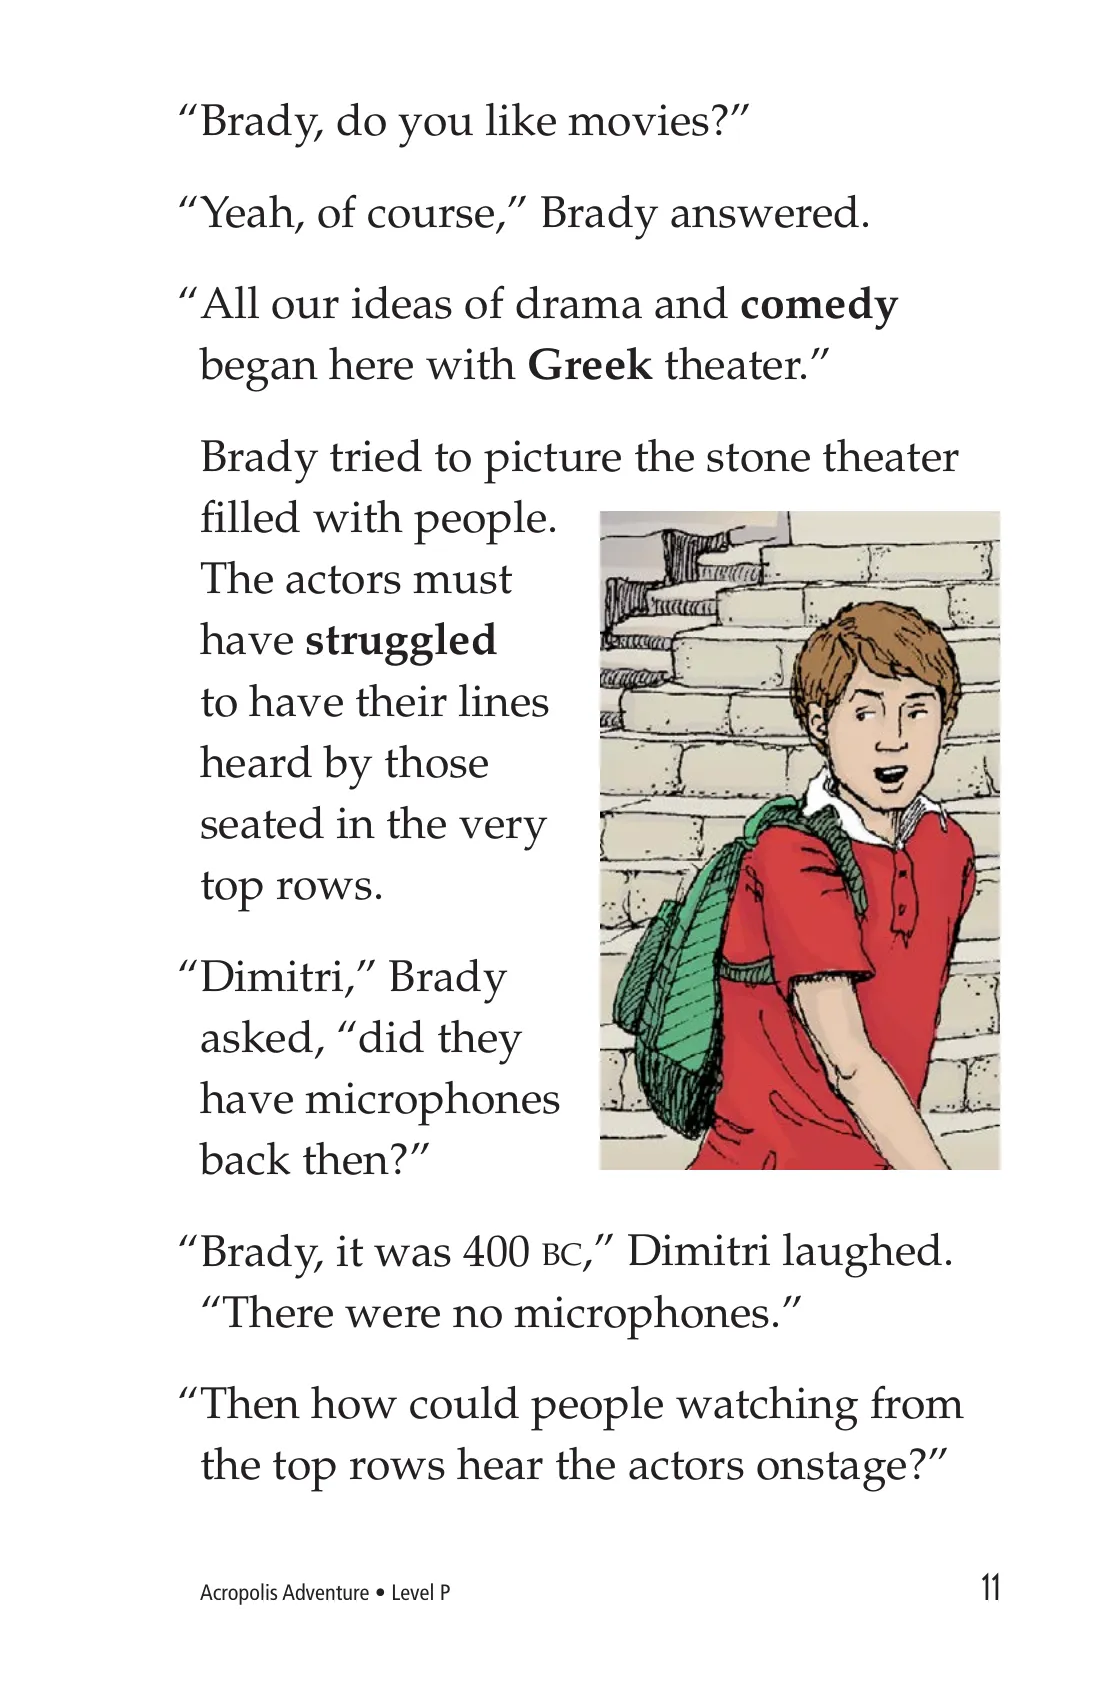 “Brady, do you like movies?”
“Yeah, of course,” Brady answered.
“All our ideas of drama and comedy
began here with Greek theater.”
Brady tried to picture the stone theater
filled with people.
The actors must
have struggled
to have their lines
heard by those
seated in the very
top rows.
“Dimitri,” Brady
asked, “did they
have microphones
back then?”
“Brady, it was 400 BC,” Dimitri laughed.
“There were no microphones.”
“Then how could people watching from
the top rows hear the actors onstage?”
Acropolis Adventure • Level P 11